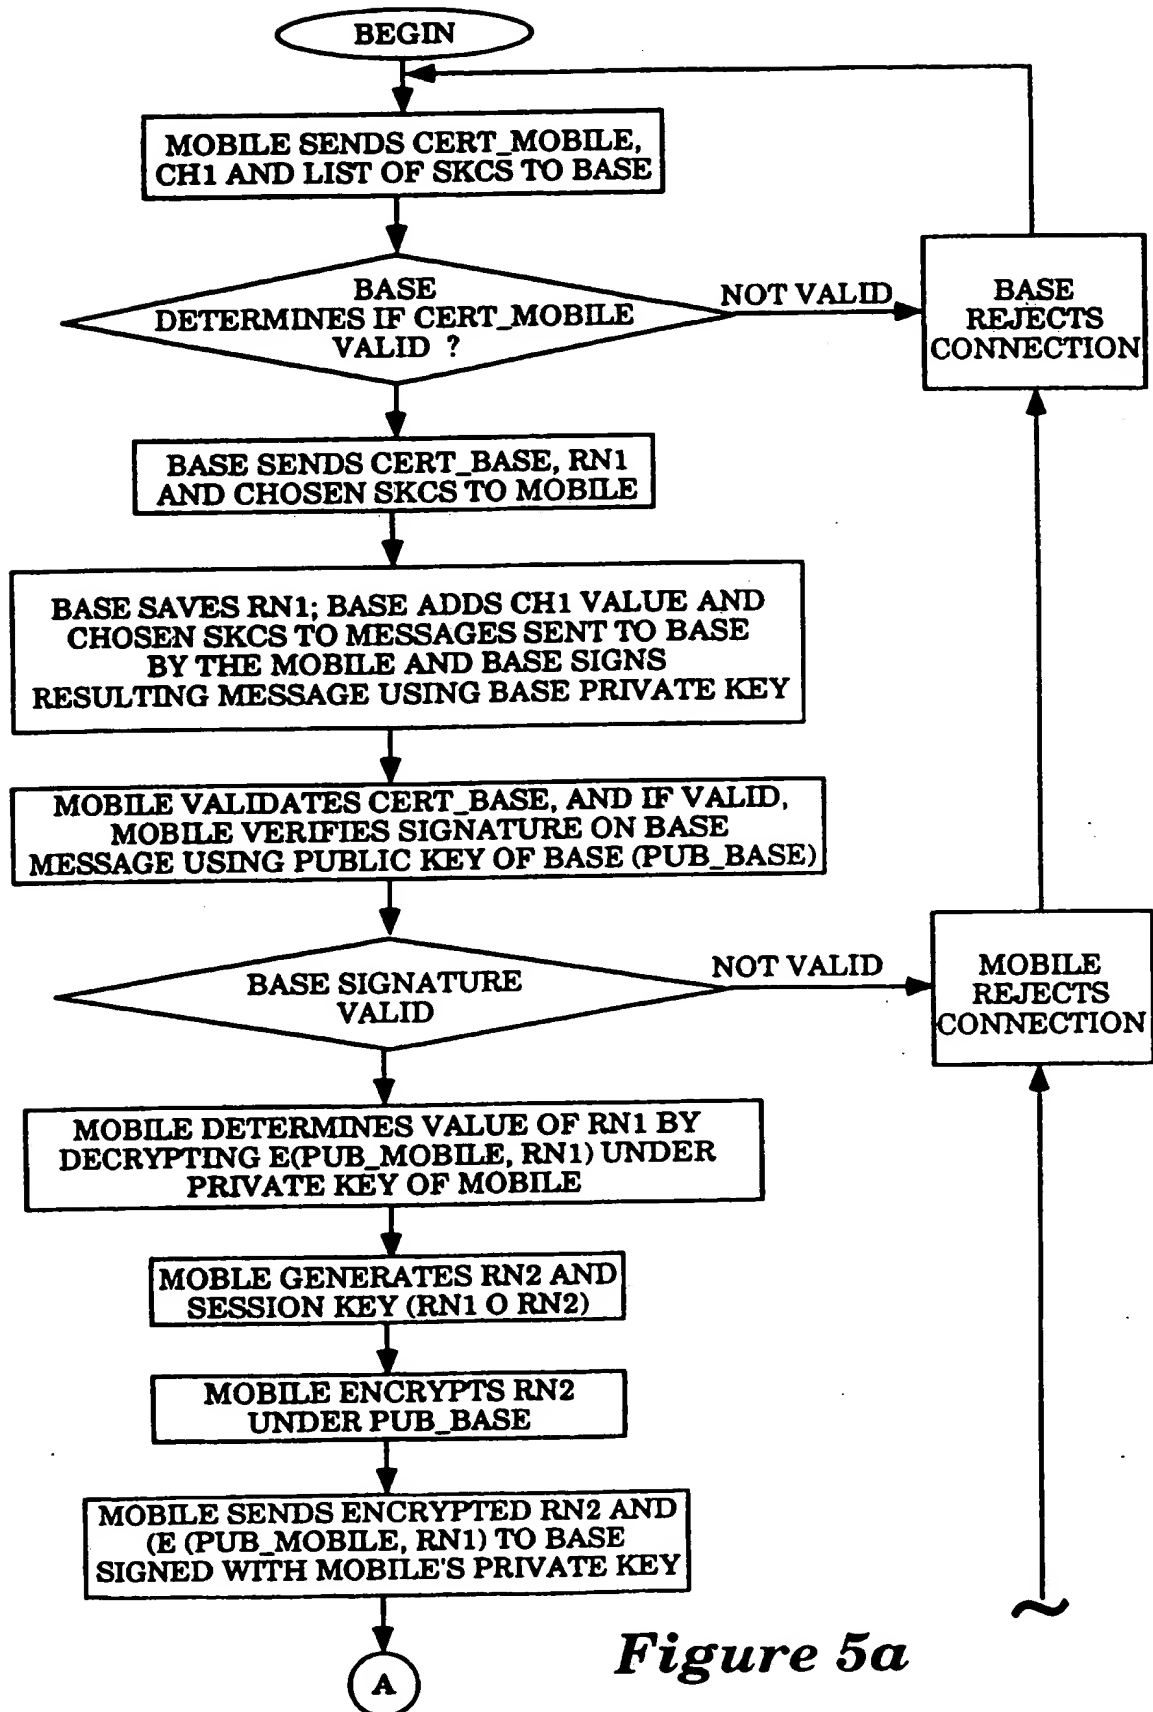 BEGIN
MOBILE SENDS CERT_MOBILE,
CH1 AND LIST OF SKCS TO BASE
BASE
DETERMINES IF CERT_MOBILE
VALID ?
NOT VALID
BASE
REJECTS
CONNECTION
BASE SENDS CERT_BASE, RN1
AND CHOSEN SKCS TO MOBILE
BASE SAVES RN1; BASE ADDS CH1 VALUE AND
CHOSEN SKCS TO MESSAGES SENT TO BASE
BY THE MOBILE AND BASE SIGNS
RESULTING MESSAGE USING BASE PRIVATE KEY
MOBILE VALIDATES CERT_BASE, AND IF VALID,
MOBILE VERIFIES SIGNATURE ON BASE
MESSAGE USING PUBLIC KEY OF BASE (PUB_BASE)
BASE SIGNATURE
VALID
NOT VALID
MOBILE
REJECTS
CONNECTION
MOBILE DETERMINES VALUE OF RN1 BY
DECRYPTING E(PUB_MOBILE, RN1) UNDER
PRIVATE KEY OF MOBILE
MOBLE GENERATES RN2 AND
SESSION KEY (RN1 O RN2)
MOBILE ENCRYPTS RN2
UNDER PUB_BASE
MOBILE SENDS ENCRYPTED RN2 AND
(E (PUB_MOBILE, RN1) TO BASE
SIGNED WITH MOBILE'S PRIVATE KEY
A
Figure 5a